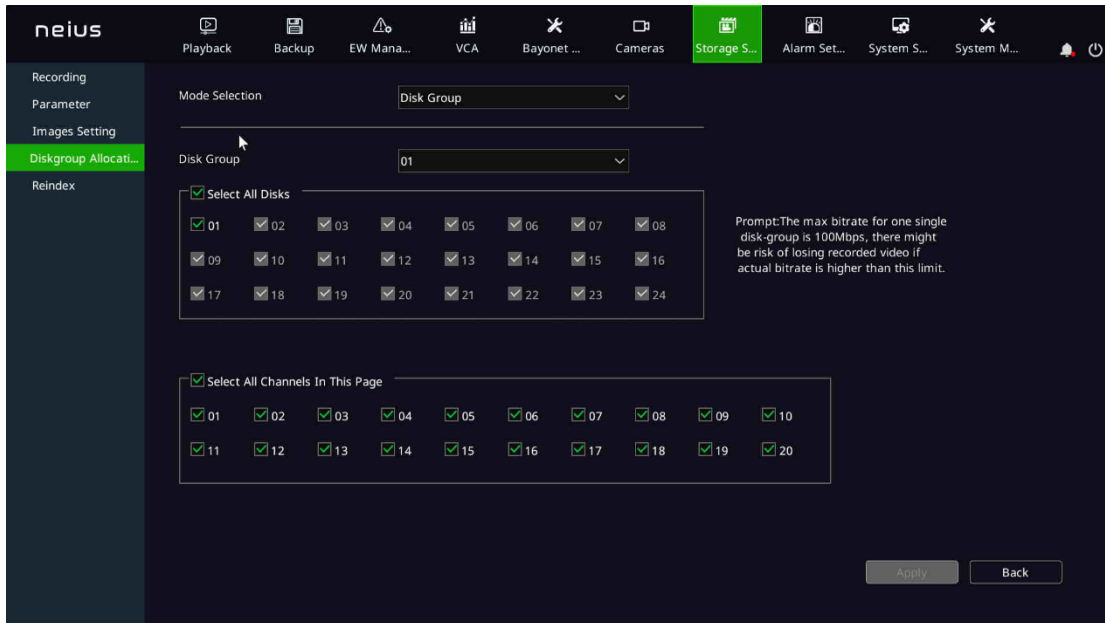 neius
Playback Backup EW Mana... VCA Bayonet ... Cameras Storage S... Alarm Set... System S... System M...
Recording
Parameter
Images Setting
Diskgroup Allocati...
Reindex
Mode Selection Disk Group
Disk Group 01
Select All Disks
01 02 03 04 05 06 07 08
09 10 11 12 13 14 15 16
17 18 19 20 21 22 23 24
Prompt:The max bitrate for one single
disk-group is 100Mbps, there might
be risk of losing recorded video if
actual bitrate is higher than this limit.
Select All Channels In This Page
01 02 03 04 05 06 07 08 09 10
11 12 13 14 15 16 17 18 19 20
Apply Back